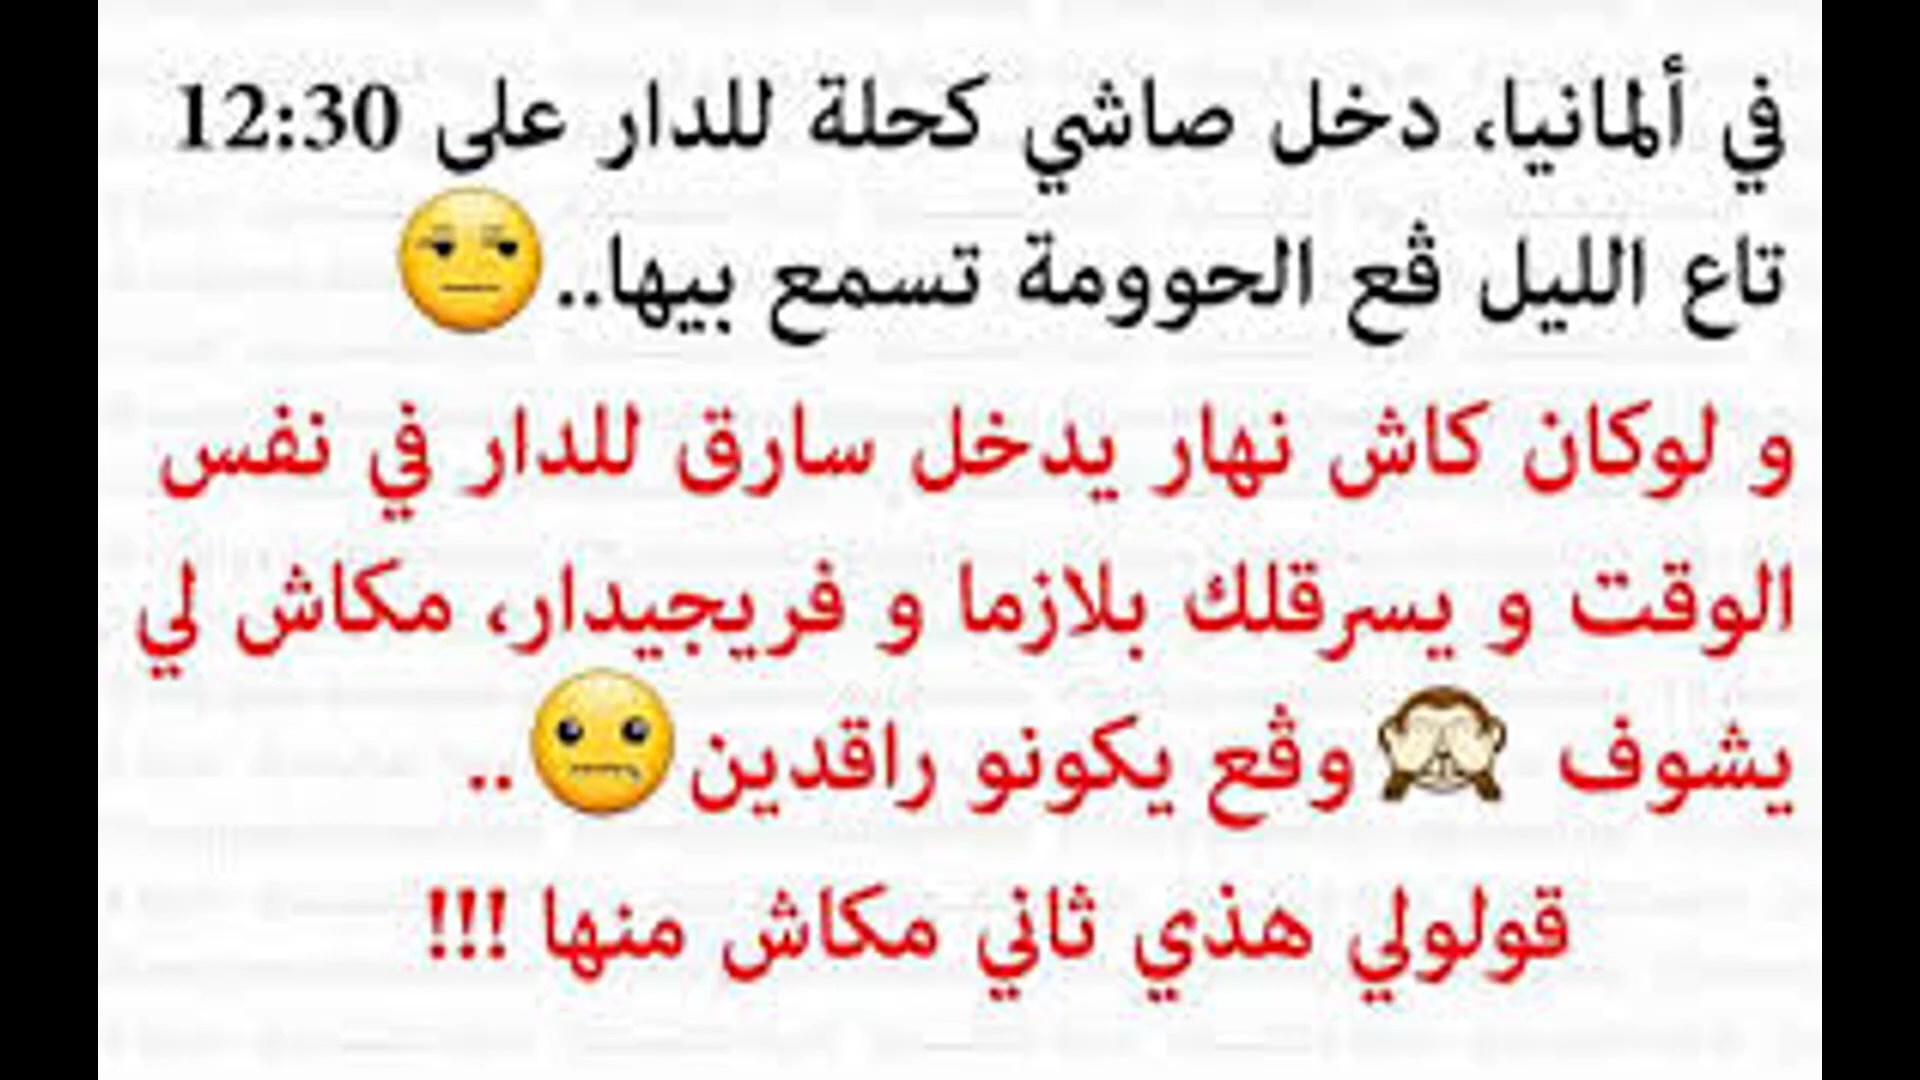 في ألمانيا، دخل صاشي كحلة للدار على 12:30
تاع الليل ڨع الحوومة تسمع بيها..😒
و لوكان كاش نهار يدخل سارق للدار في نفس
الوقت و يسرقلك بلازما و فريجيدار، مكاش لي
يشوف 🙈وڨع يكونو راقدين🤐..
قولولي هذي ثاني مكاش منها !!!